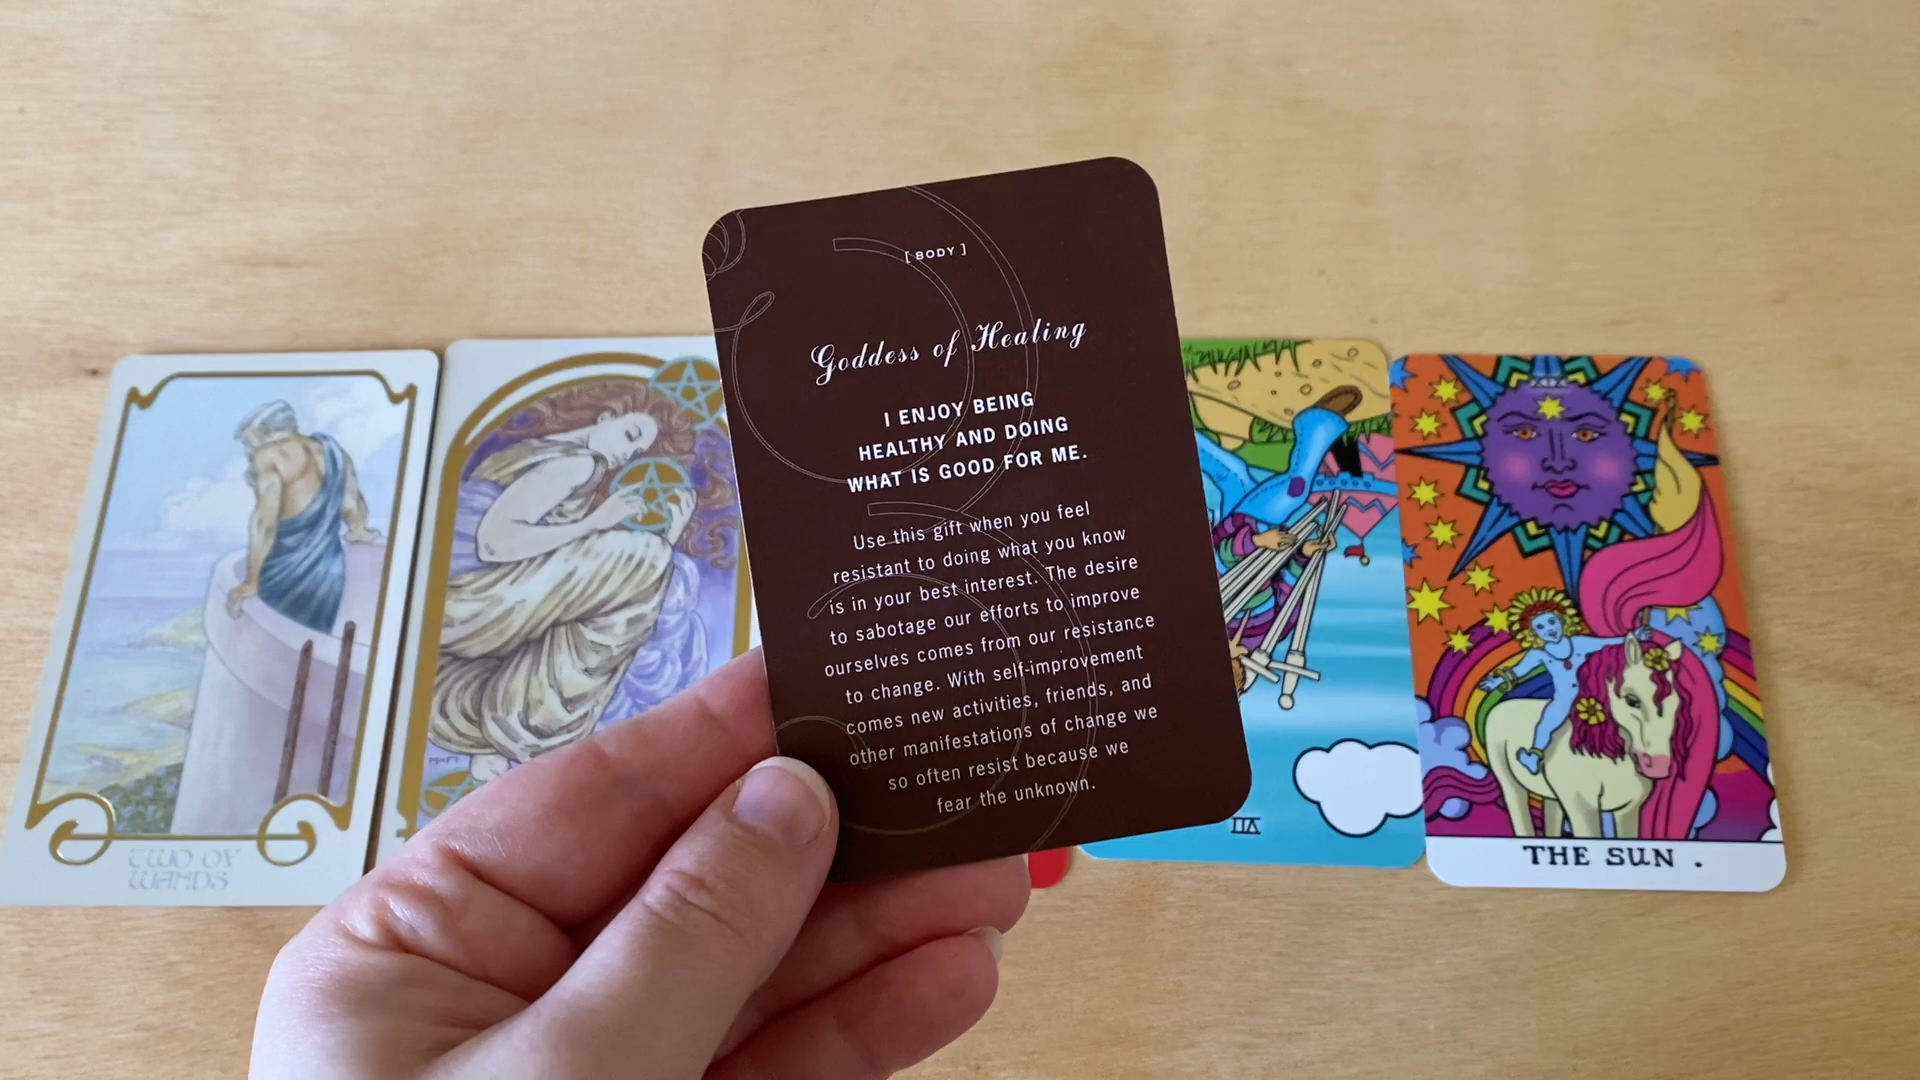 [BODY]
Goddess of Healing
I ENJOY BEING
HEALTHY AND DOING
WHAT IS GOOD FOR ME.
Use this gift when you feel
resistant to doing what you know
is in your best interest. The desire
to sabotage our efforts to improve
ourselves comes from our resistance
to change. With self-improvement
comes new activities, friends, and
other manifestations of change we
so often resist because we
fear the unknown.
TWO OF
WANDS
VII
XIX
THE SUN .